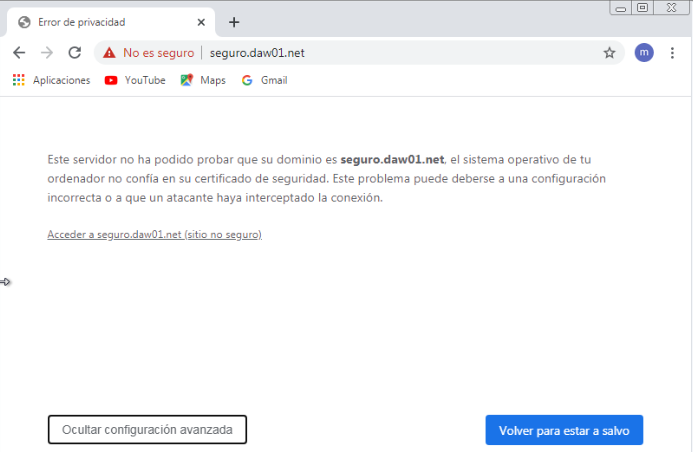 Error de privacidad
No es seguro | seguro.daw01.net
m
Aplicaciones YouTube Maps Gmail
Este servidor no ha podido probar que su dominio es seguro.daw01.net, el sistema operativo de tu
ordenador no confía en su certificado de seguridad. Este problema puede deberse a una configuración
incorrecta o a que un atacante haya interceptado la conexión.
Acceder a seguro.daw01.net (sitio no seguro)
Ocultar configuración avanzada
Volver para estar a salvo